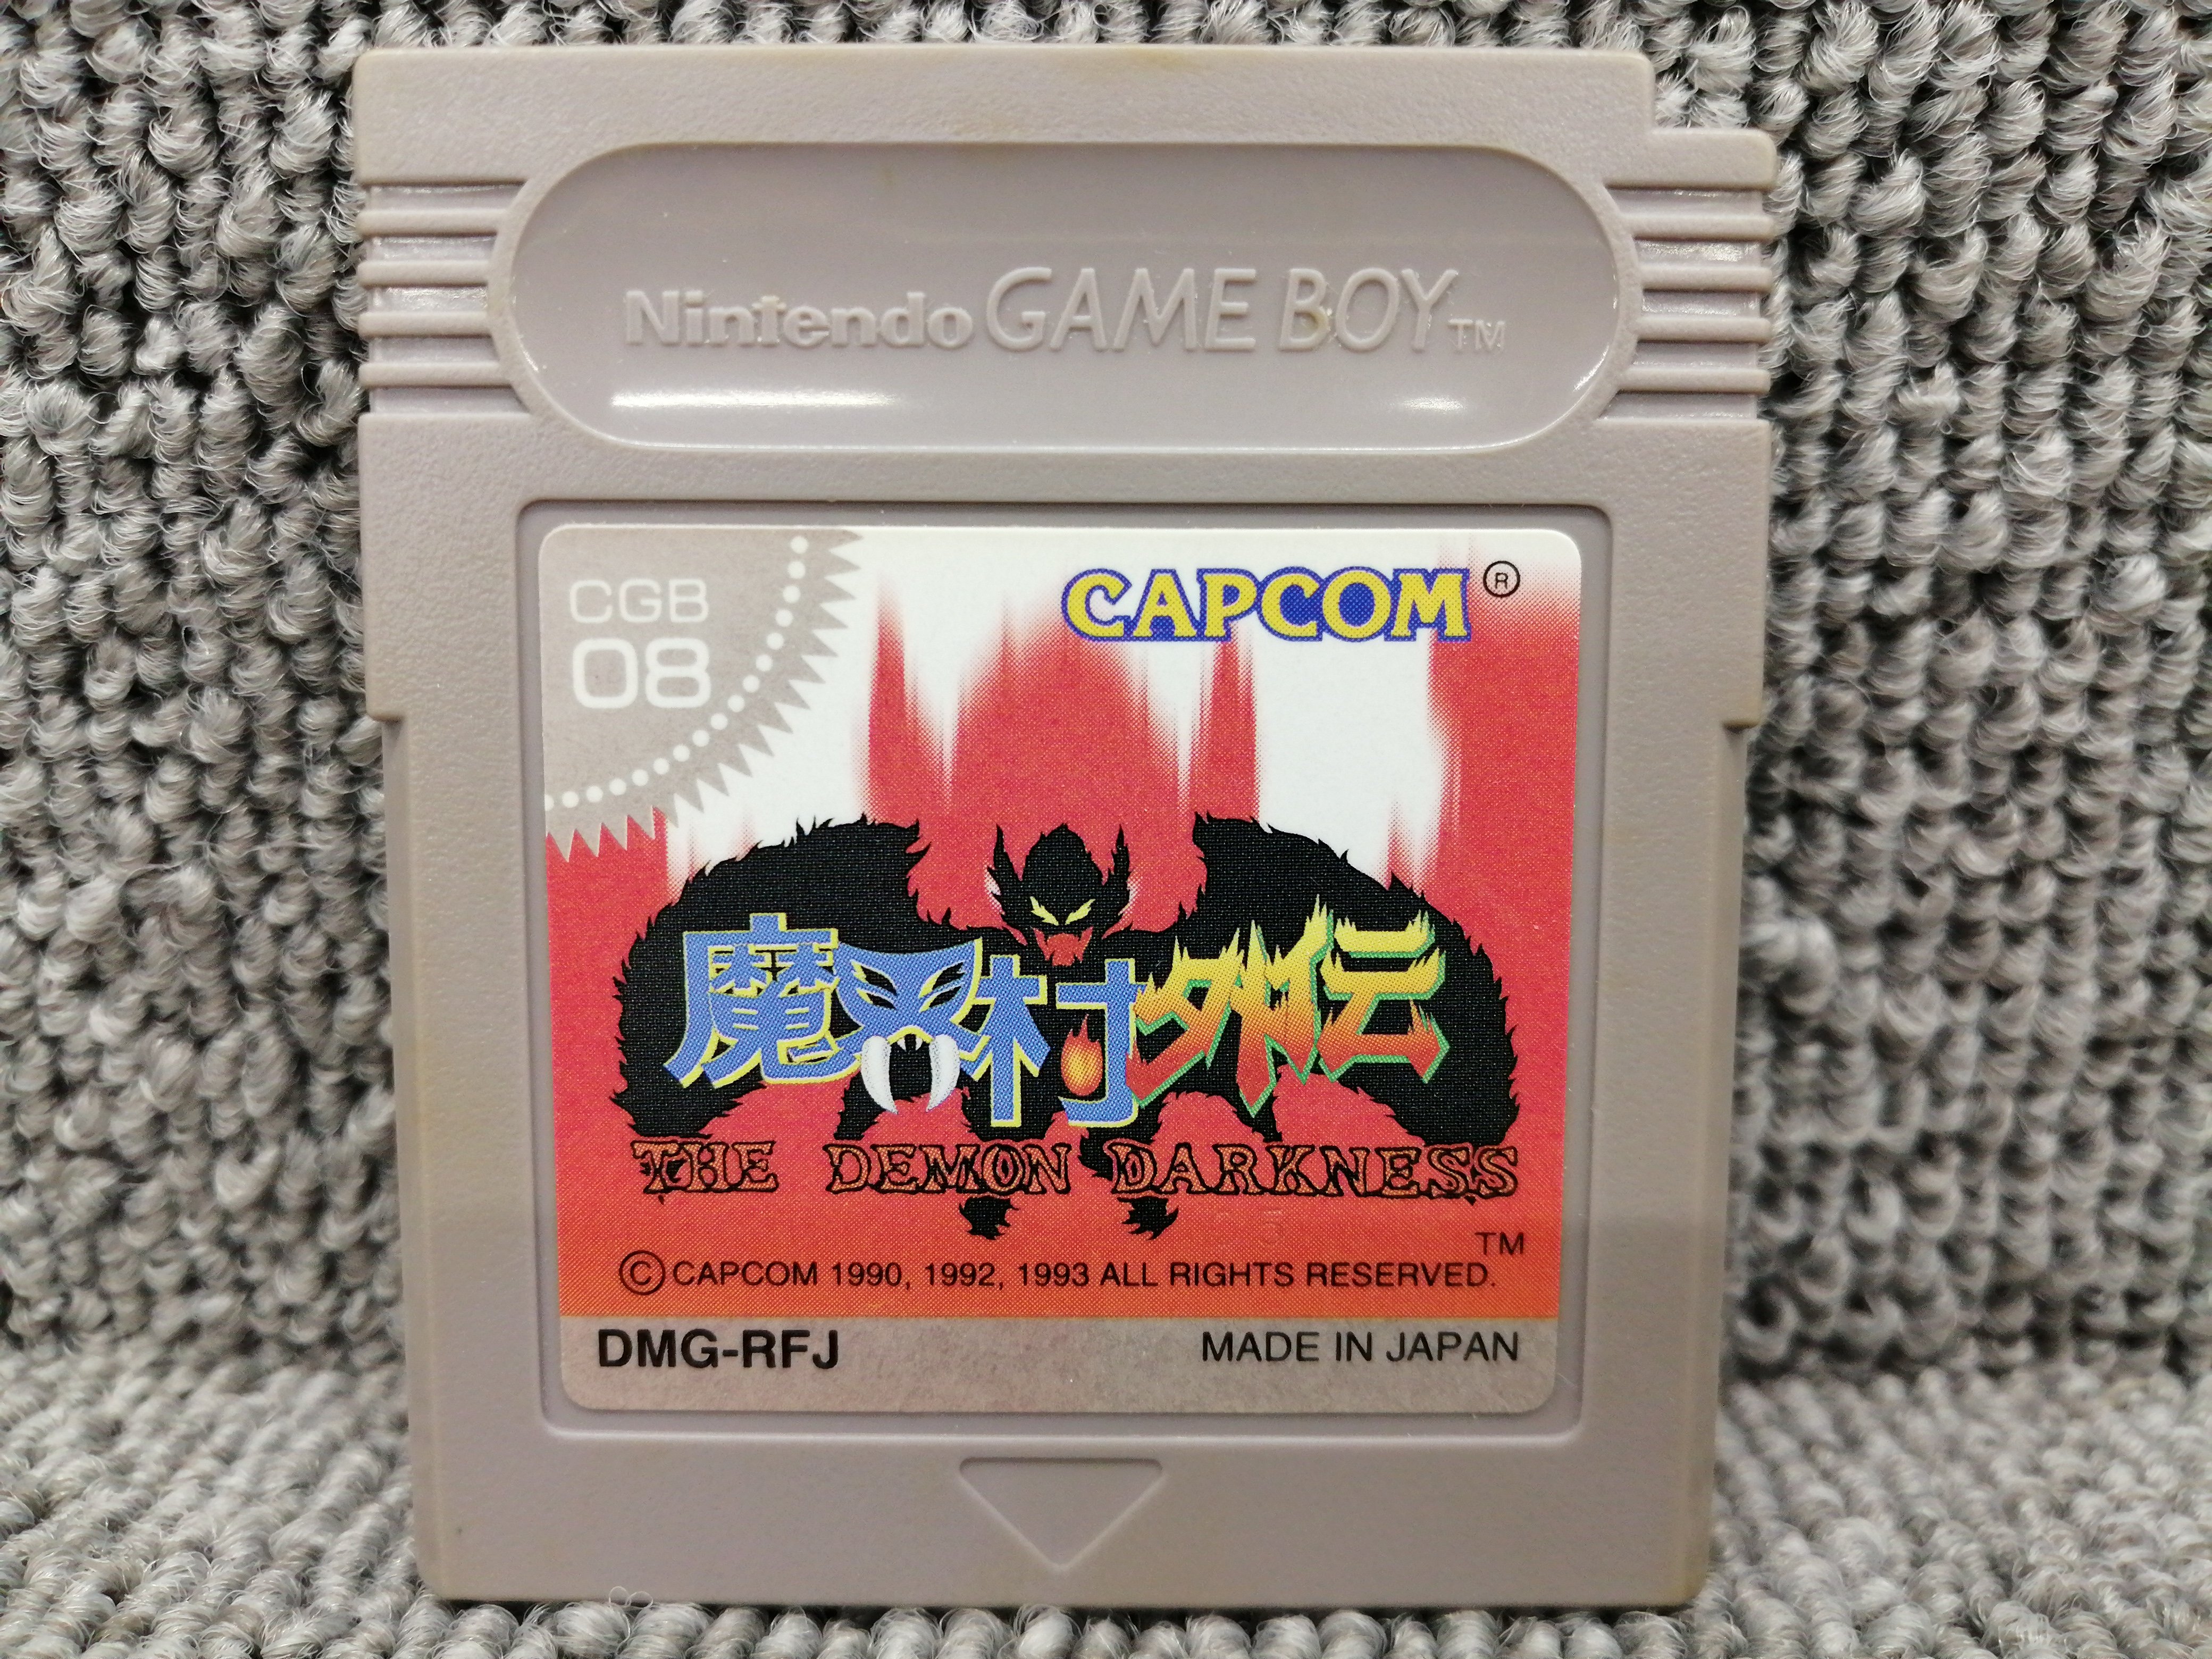 Nintendo GAME BOY™
CGB
08
CAPCOM®
魔界村外伝
THE DEMON DARKNESS
TM
©CAPCOM 1990, 1992, 1993 ALL RIGHTS RESERVED.
DMG-RFJ
MADE IN JAPAN